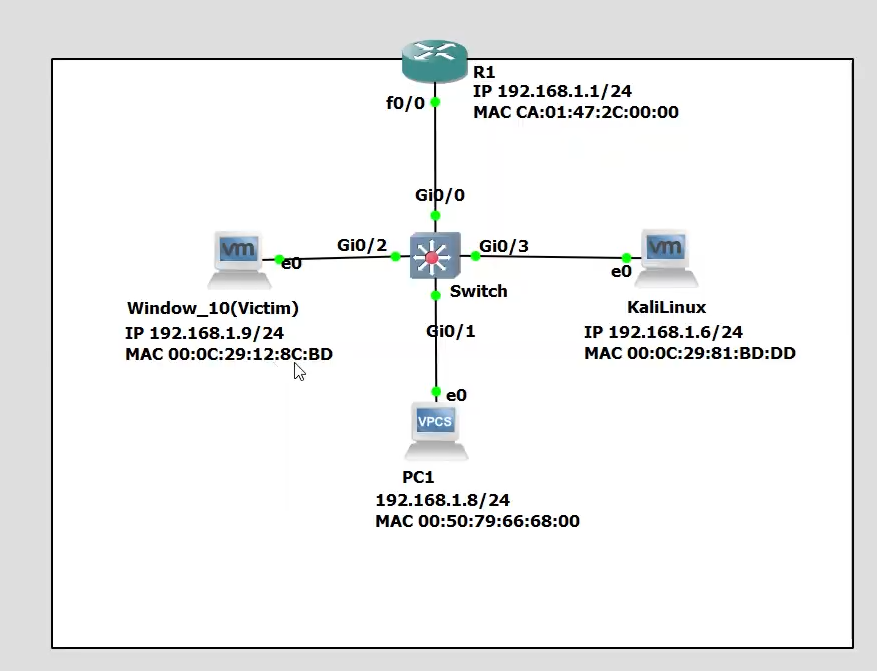 R1
IP 192.168.1.1/24
MAC CA:01:47:2C:00:00
f0/0
Gi0/0
Gi0/2
Gi0/3
e0
e0
vm
vm
Switch
Window_10(Victim)
IP 192.168.1.9/24
MAC 00:0C:29:12:8C:BD
KaliLinux
IP 192.168.1.6/24
MAC 00:0C:29:81:BD:DD
Gi0/1
e0
VPCS
PC1
192.168.1.8/24
MAC 00:50:79:66:68:00